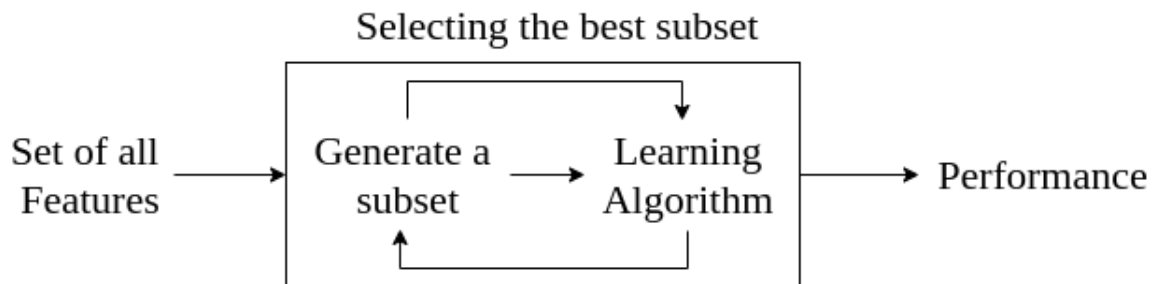 Selecting the best subset
Set of all
Features
Generate a
subset
Learning
Algorithm
Performance